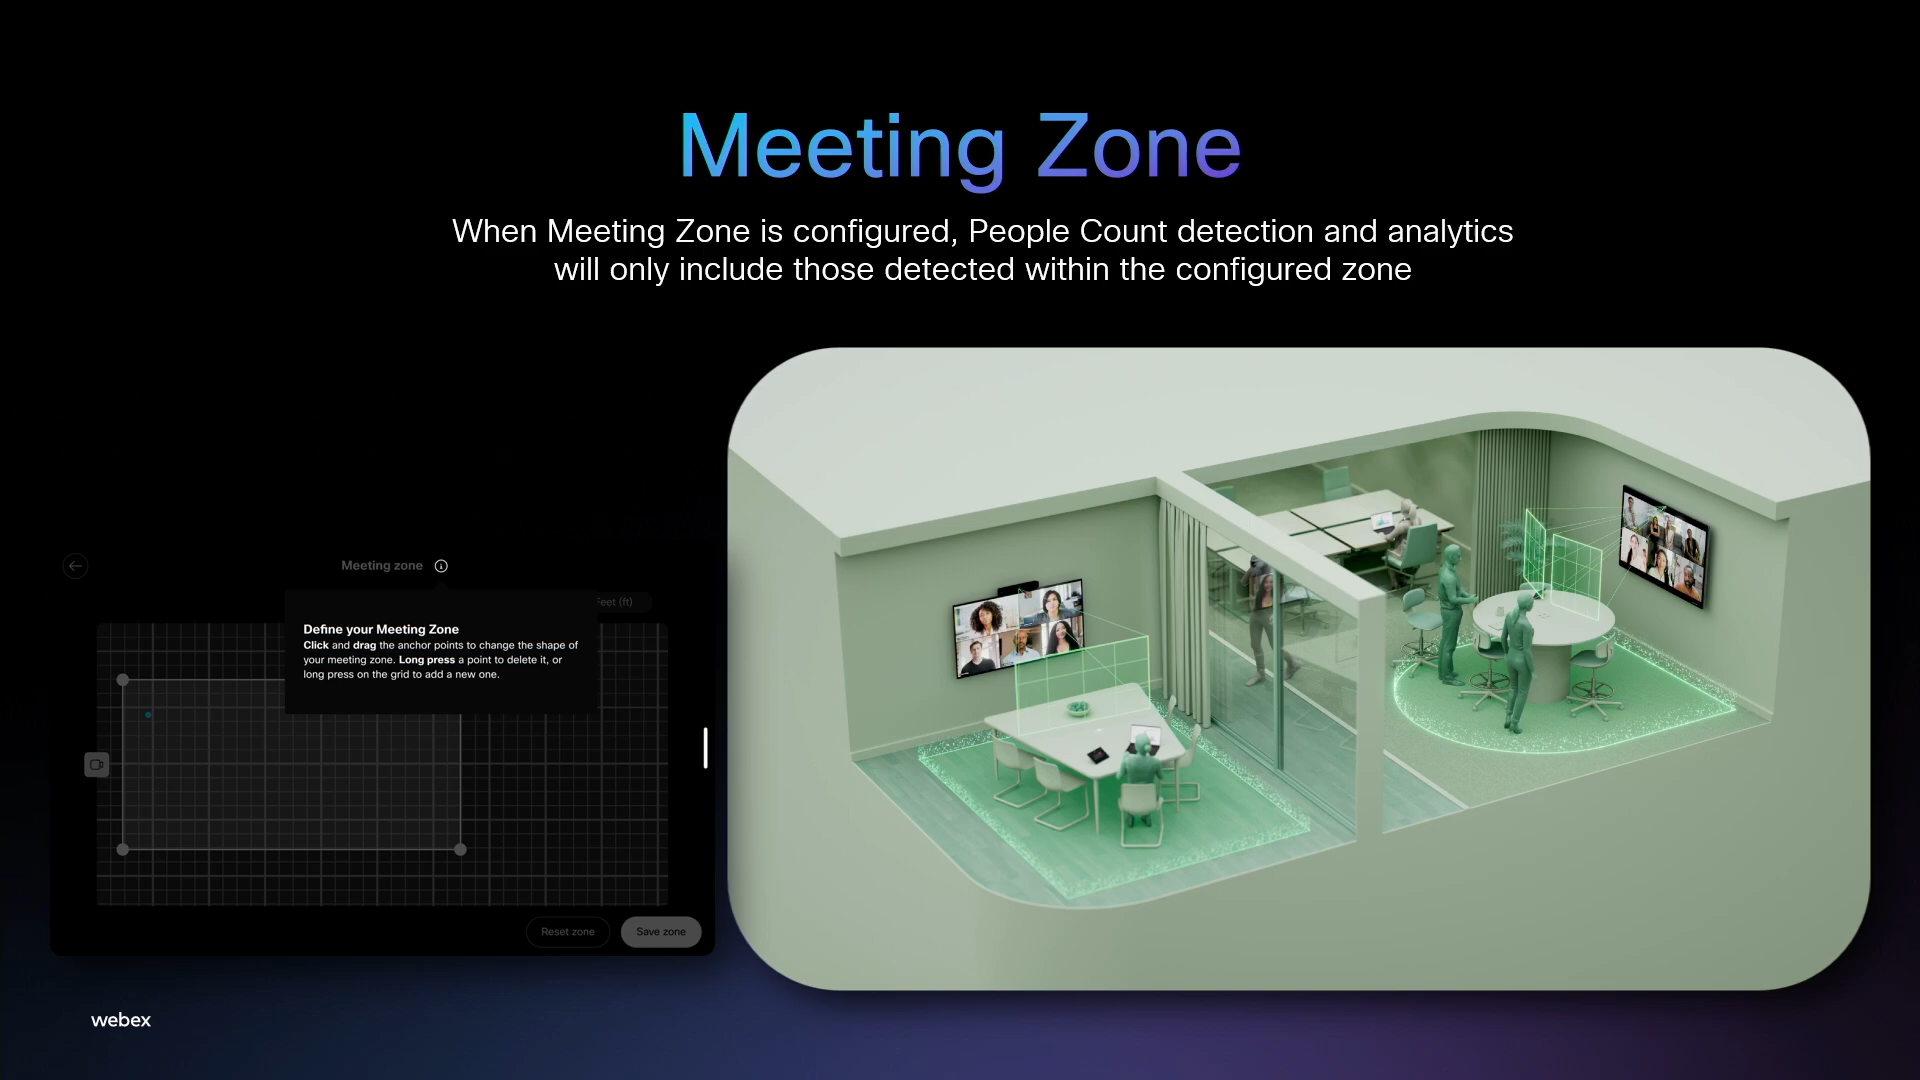 Meeting Zone
When Meeting Zone is configured, People Count detection and analytics
will only include those detected within the configured zone
Meeting zone
Feet (ft)
Define your Meeting Zone
Click and drag the anchor points to change the shape of
your meeting zone. Long press a point to delete it, or
long press on the grid to add a new one.
Reset zone
Save zone
webex